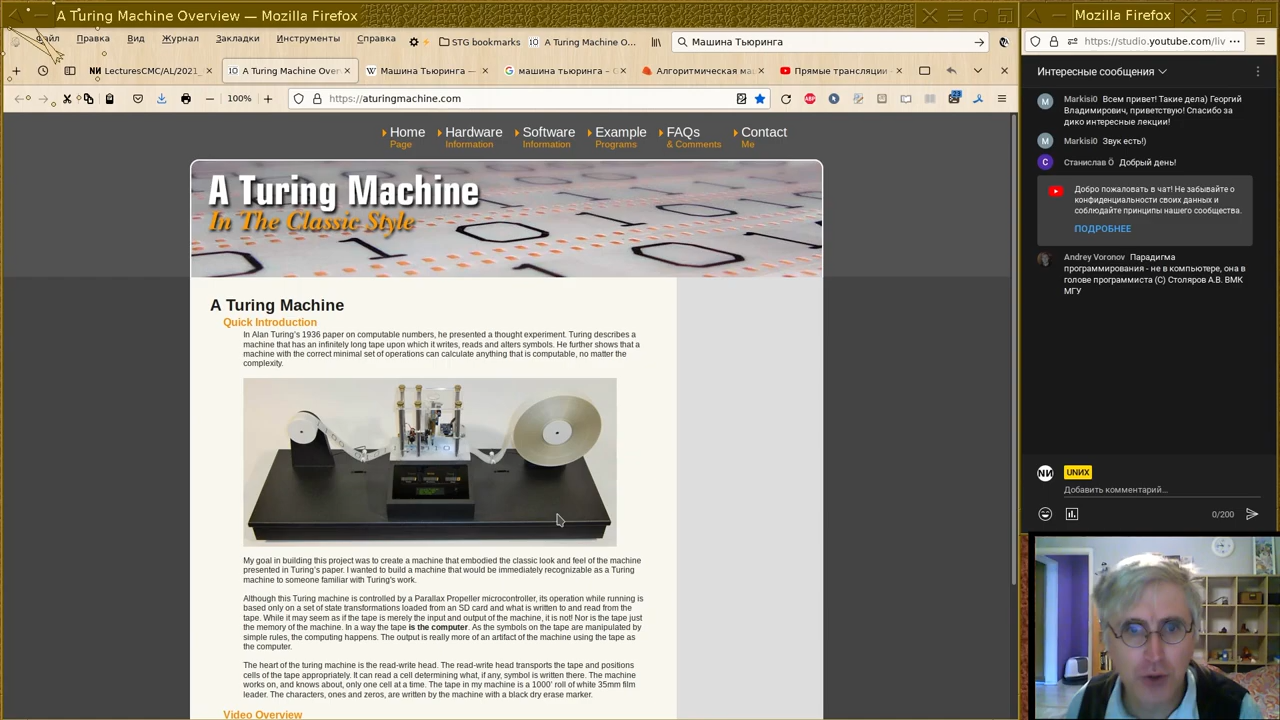 A Turing Machine Overview — Mozilla Firefox
Файл Правка Вид Журнал Закладки Инструменты Справка
STG bookmarks
A Turing Machine O...
Машина Тьюринга
LecturesCMC/AL/2021_
A Turing Machine Over
Машина Тьюринга —
машина тьюринга –
Алгоритмическая ма
Прямые трансляции -
100%
https://aturingmachine.com
Home
Page
Hardware
Information
Software
Information
Example
Programs
FAQs
& Comments
Contact
Me
A Turing Machine
In The Classic Style
A Turing Machine
Quick Introduction
In Alan Turing's 1936 paper on computable numbers, he presented a thought experiment. Turing describes a
machine that has an infinitely long tape upon which it writes, reads and alters symbols. He further shows that a
machine with the correct minimal set of operations can calculate anything that is computable, no matter the
complexity.
My goal in building this project was to create a machine that embodied the classic look and feel of the machine
presented in Turing's paper. I wanted to build a machine that would be immediately recognizable as a Turing
machine to someone familiar with Turing's work.
Although this Turing machine is controlled by a Parallax Propeller microcontroller, its operation while running is
based only on a set of state transformations loaded from an SD card and what is written to and read from the
tape. While it may seem as if the tape is merely the input and output of the machine, it is not! Nor is the tape just
the memory of the machine. In a way the tape is the computer. As the symbols on the tape are manipulated by
simple rules, the computing happens. The output is really more of an artifact of the machine using the tape as
the computer.
The heart of the turing machine is the read-write head. The read-write head transports the tape and positions
cells of the tape appropriately. It can read a cell determining what, if any, symbol is written there. The machine
works on, and knows about, only one cell at a time. The tape in my machine is a 1000' roll of white 35mm film
leader. The characters, ones and zeros, are written by the machine with a black dry erase marker.
Video Overview
Mozilla Firefox
https://studio.youtube.com/liv
Интересные сообщения
Markisi0 Всем привет! Такие дела) Георгий
Владимирович, приветствую! Спасибо за
дико интересные лекции!
Markisi0 Звук есть!)
Станислав Ö Добрый день!
Добро пожаловать в чат! Не забывайте о
конфиденциальности своих данных и
соблюдайте принципы нашего сообщества.
ПОДРОБНЕЕ
Andrey Voronov Парадигма
программирования - не в компьютере, она в
голове программиста (С) Столяров А.В. ВМК
МГУ
UNИX
Добавить комментарий...
0/200